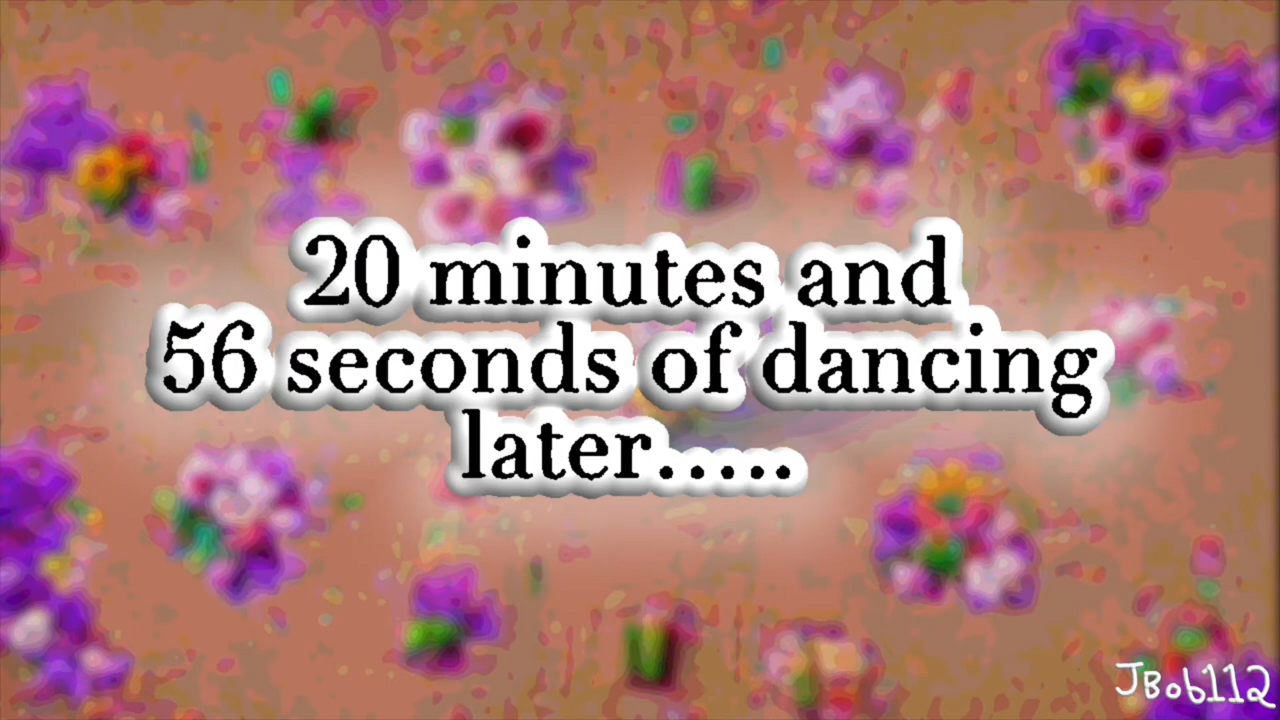 20 minutes and
56 seconds of dancing
later.....
JBob112